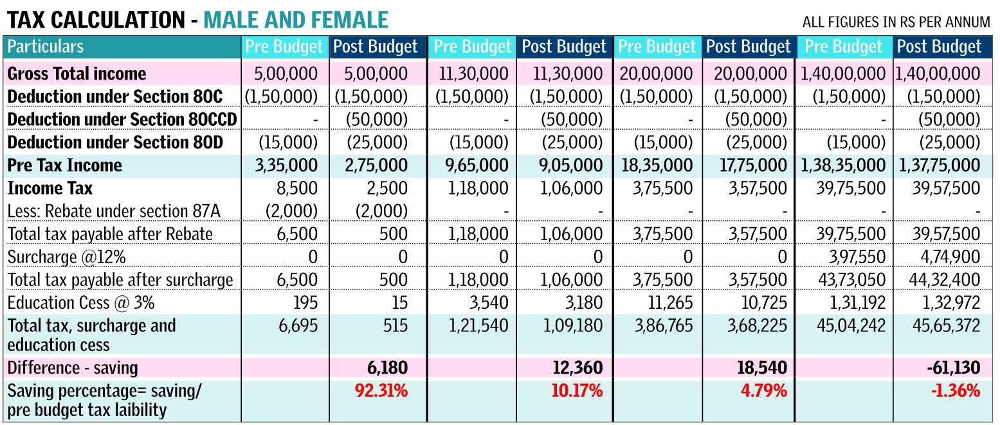 TAX CALCULATION - MALE AND FEMALE ALL FIGURES IN RS PER ANNUM
Particulars Pre Budget Post Budget Pre Budget Post Budget Pre Budget Post Budget Pre Budget Post Budget
Gross Total income 5,00,000 5,00,000 11,30,000 11,30,000 20,00,000 20,00,000 1,40,00,000 1,40,00,000
Deduction under Section 80C (1,50,000) (1,50,000) (1,50,000) (1,50,000) (1,50,000) (1,50,000) (1,50,000) (1,50,000)
Deduction under Section 80CCD - (50,000) - (50,000) - (50,000) - (50,000)
Deduction under Section 80D (15,000) (25,000) (15,000) (25,000) (15,000) (25,000) (15,000) (25,000)
Pre Tax Income 3,35,000 2,75,000 9,65,000 9,05,000 18,35,000 17,75,000 1,38,35,000 1,37,75,000
Income Tax 8,500 2,500 1,18,000 1,06,000 3,75,500 3,57,500 39,75,500 39,57,500
Less: Rebate under section 87A (2,000) (2,000) - - - - - -
Total tax payable after Rebate 6,500 500 1,18,000 1,06,000 3,75,500 3,57,500 39,75,500 39,57,500
Surcharge @12% 0 0 0 0 0 0 3,97,550 4,74,900
Total tax payable after surcharge 6,500 500 1,18,000 1,06,000 3,75,500 3,57,500 43,73,050 44,32,400
Education Cess @ 3% 195 15 3,540 3,180 11,265 10,725 1,31,192 1,32,972
Total tax, surcharge and 6,695 515 1,21,540 1,09,180 3,86,765 3,68,225 45,04,242 45,65,372
education cess
Difference - saving 6,180 12,360 18,540 -61,130
Saving percentage= saving/ 92.31% 10.17% 4.79% -1.36%
pre budget tax laibility